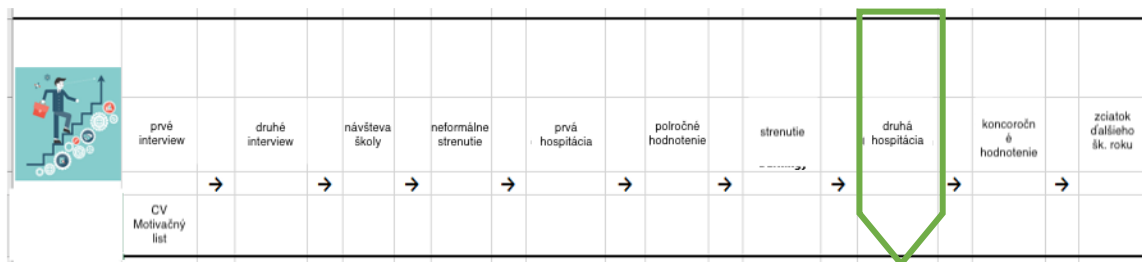 prvé
interview
druhé
interview
návšteva
školy
neformálne
strenutie
prvá
hospitácia
polročné
hodnotenie
strenutie
druhá
hospitácia
koncoročn
é
hodnotenie
zciatok
ďalšieho
šk. roku
CV
Motivačný
list